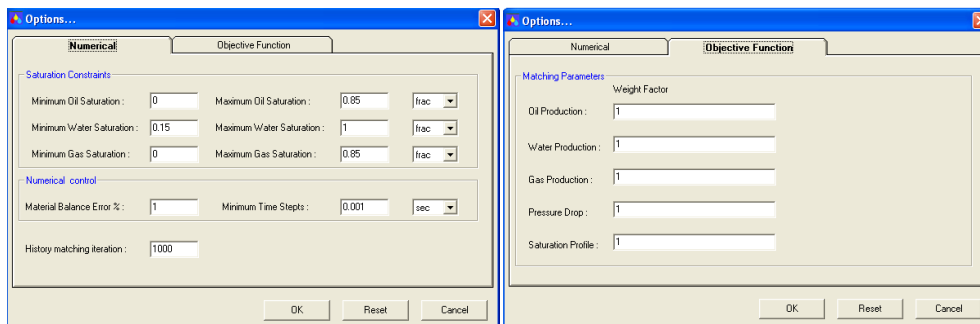 Options...
Numerical Objective Function
Saturation Constraints
Minimum Oil Saturation : 0 Maximum Oil Saturation : 0.85 frac
Minimum Water Saturation : 0.15 Maximum Water Saturation : 1 frac
Minimum Gas Saturation : 0 Maximum Gas Saturation : 0.85 frac
Numerical control
Material Balance Error % : 1 Minimum Time Stepts : 0.001 sec
History matching iteration : 1000
OK Reset Cancel
Options...
Numerical Objective Function
Matching Parameters
Weight Factor
Oil Production : 1
Water Production : 1
Gas Production : 1
Pressure Drop : 1
Saturation Profile : 1
OK Reset Cancel